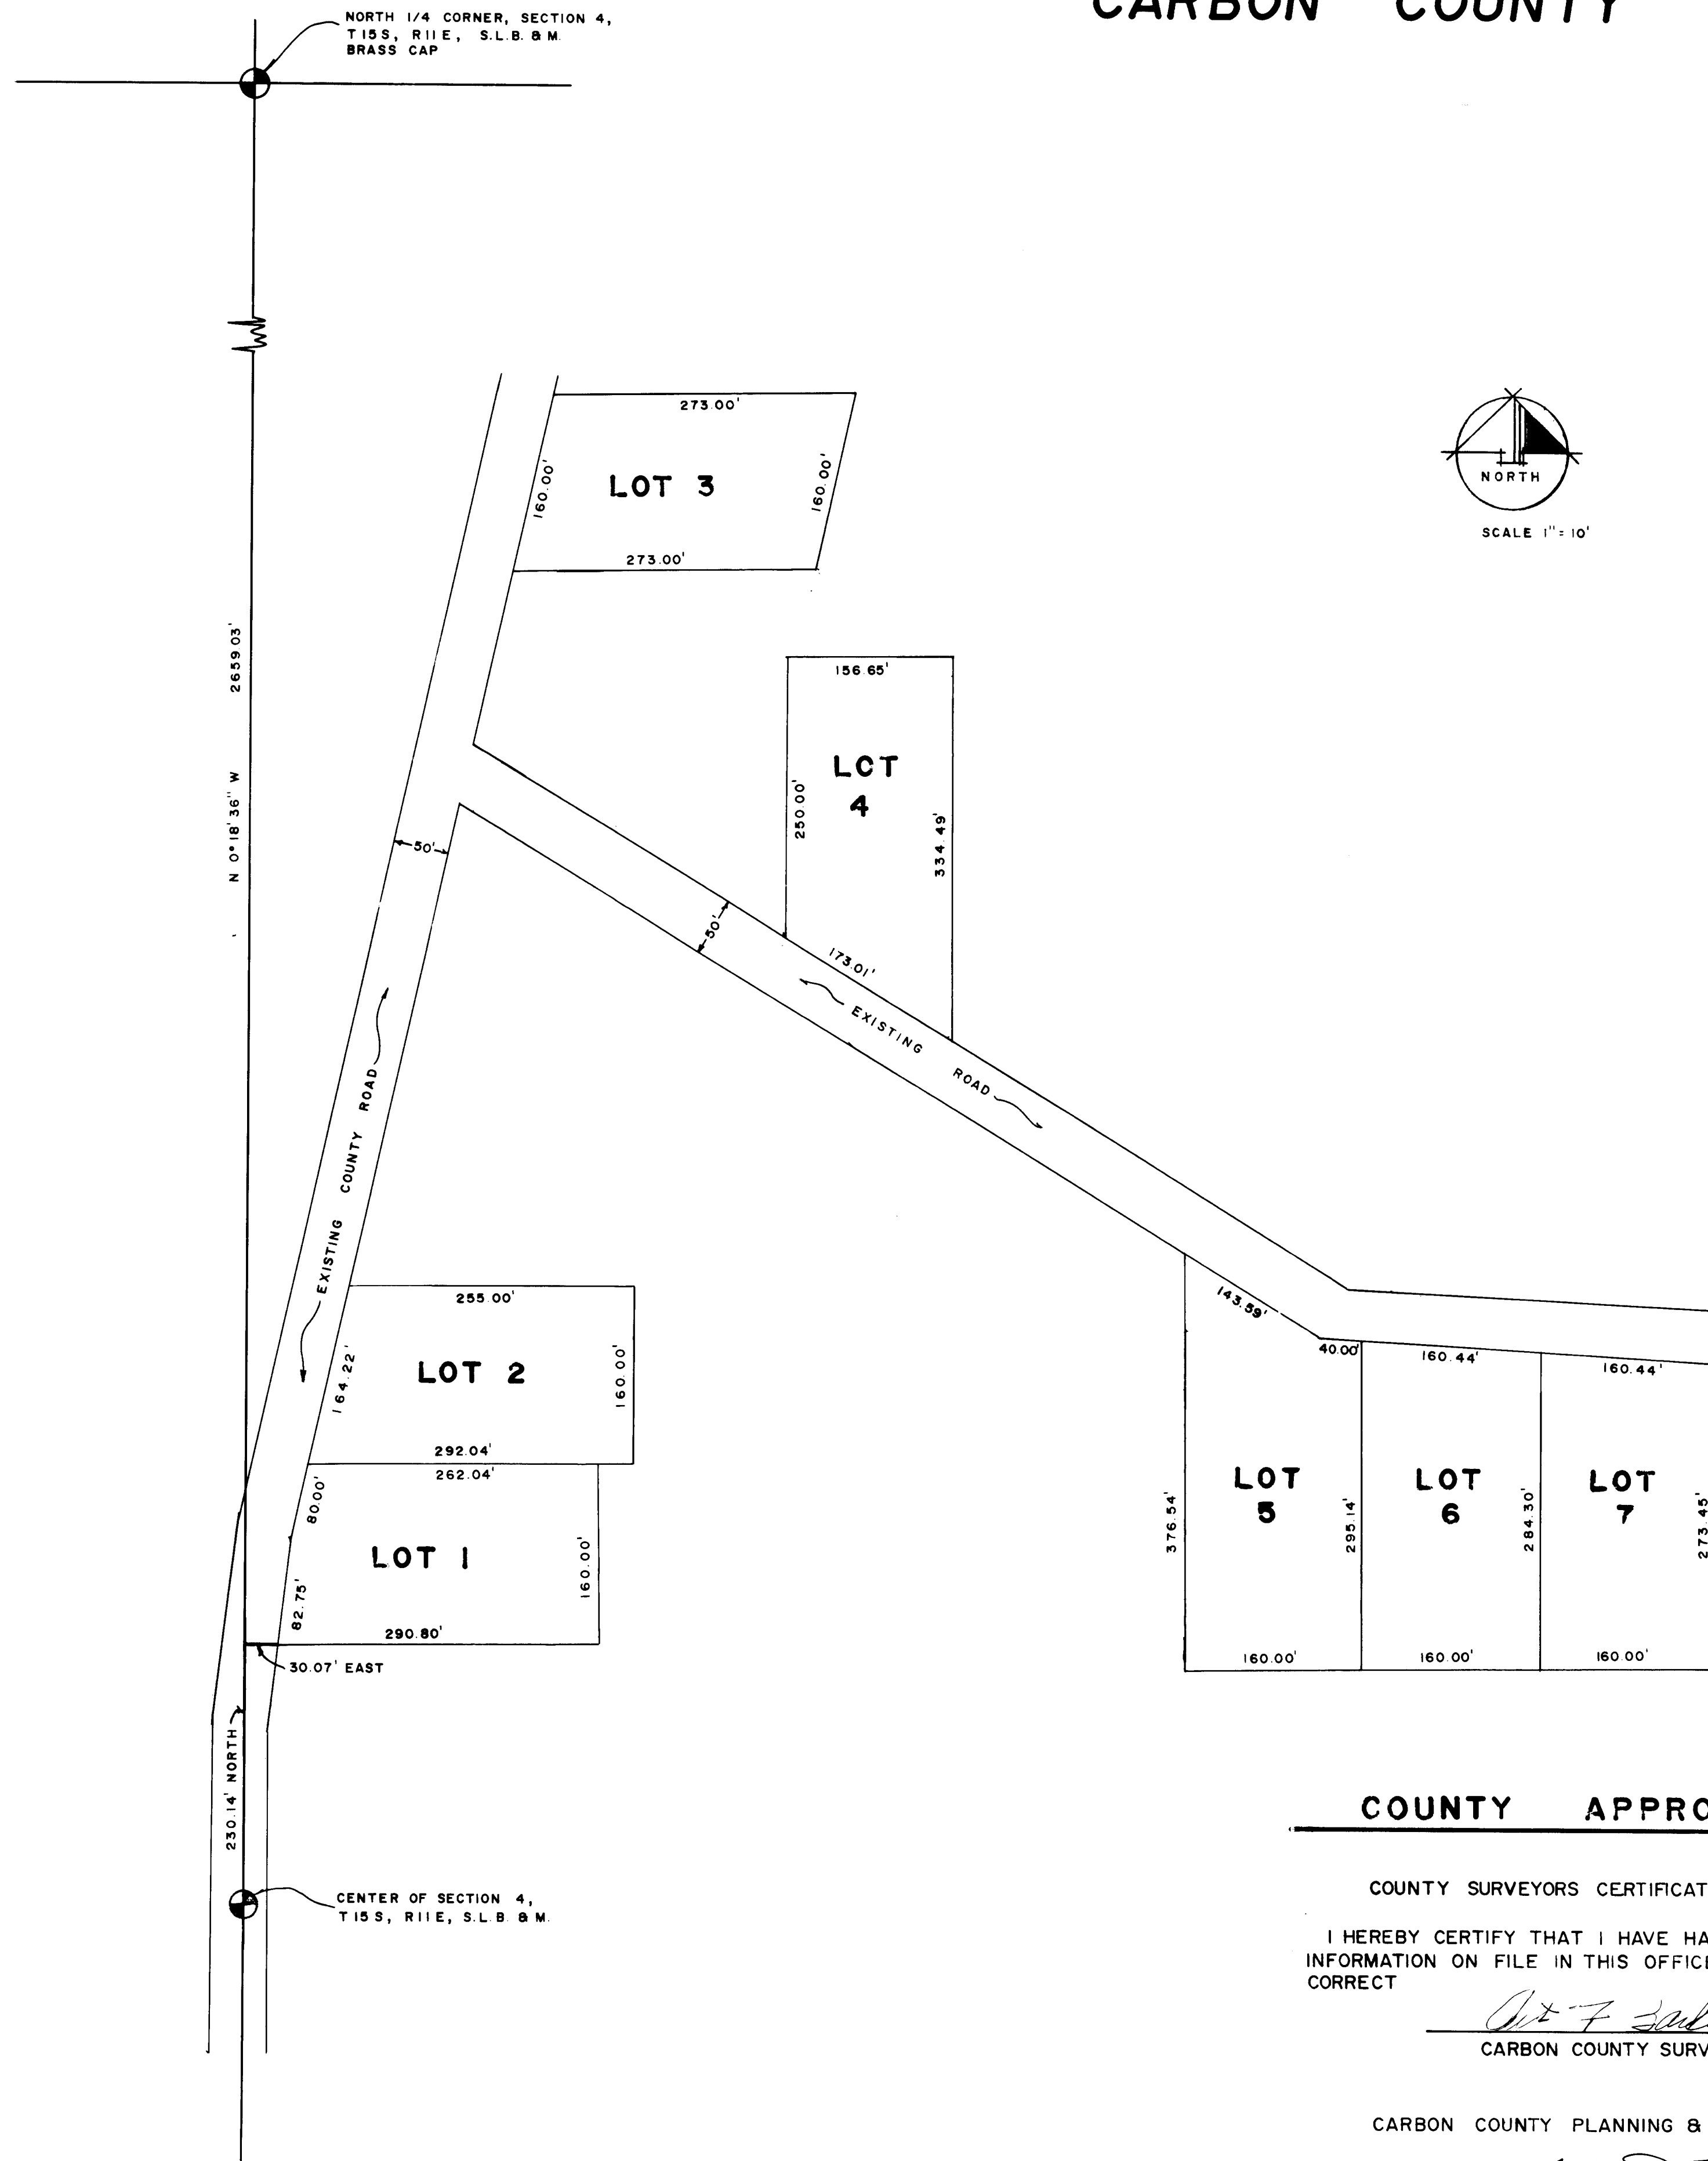 CARBON COUNTY
NORTH 1/4 CORNER, SECTION 4,
T15S, R11E, S.L.B. & M.
BRASS CAP
273.00'
160.00'
LOT 3
160.00'
273.00'
NORTH
SCALE 1"=10'
2659.03'
N 0° 18' 36" W
156.65'
LOT
4
250.00'
334.49'
173.01'
50'
50'
EXISTING ROAD
EXISTING COUNTY ROAD
255.00'
164.22'
LOT 2
160.00'
292.04'
262.04'
80.00'
LOT 1
160.00'
82.75'
290.80'
30.07' EAST
230.14' NORTH
CENTER OF SECTION 4,
T15S, R11E, S.L.B. & M.
143.59'
40.00'
160.44'
160.44'
LOT
5
LOT
6
LOT
7
376.54'
295.14'
284.30'
273.45'
160.00'
160.00'
160.00'
COUNTY APPRO
COUNTY SURVEYORS CERTIFICAT
I HEREBY CERTIFY THAT I HAVE HA
INFORMATION ON FILE IN THIS OFFICE
CORRECT
CARBON COUNTY SURV
CARBON COUNTY PLANNING &